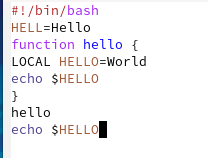 #!/bin/bash
HELL=Hello
function hello {
LOCAL HELLO=World
echo $HELLO
}
hello
echo $HELLO